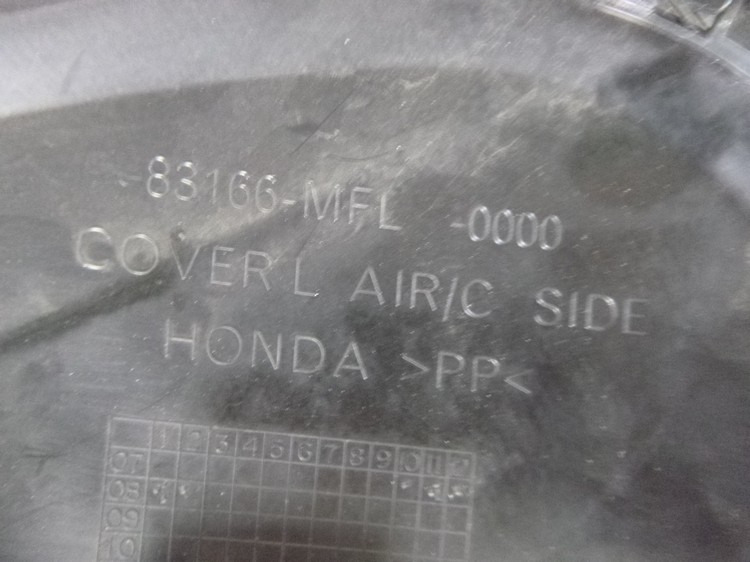 83166-MFL -0000
COVER L AIR/C SIDE
HONDA >PP<
1 2 3 4 5 6 7 8 9 10 11 12
07
08
09
10